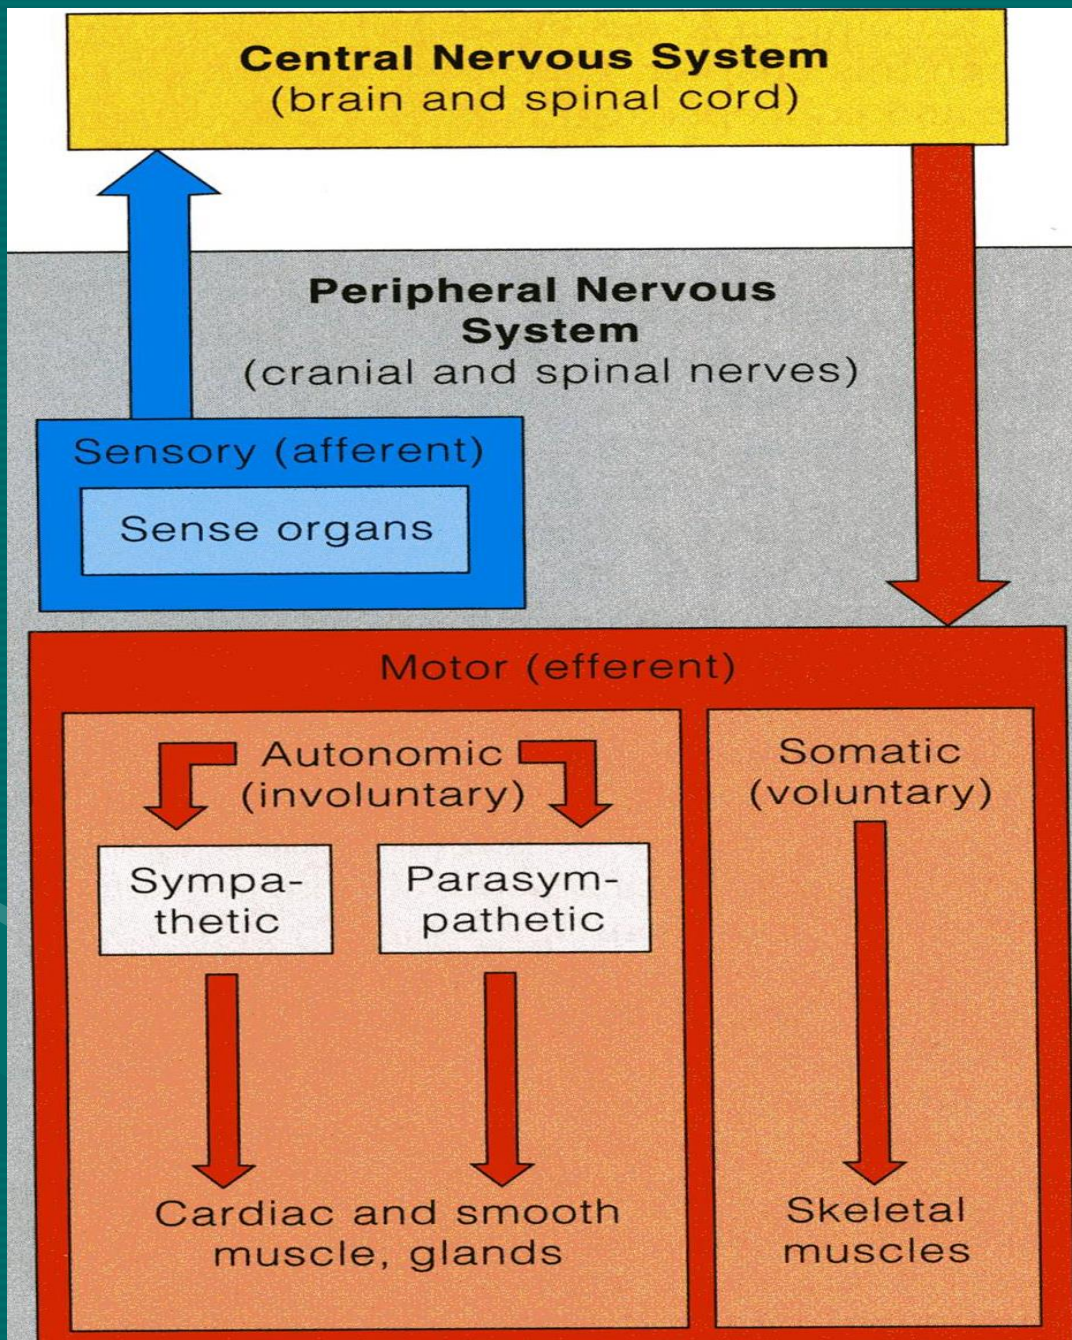 Central Nervous System
(brain and spinal cord)
Peripheral Nervous
System
(cranial and spinal nerves)
Sensory (afferent)
Sense organs
Motor (efferent)
Autonomic
(involuntary)
Sympa-
thetic
Parasym-
pathetic
Cardiac and smooth
muscle, glands
Somatic
(voluntary)
Skeletal
muscles